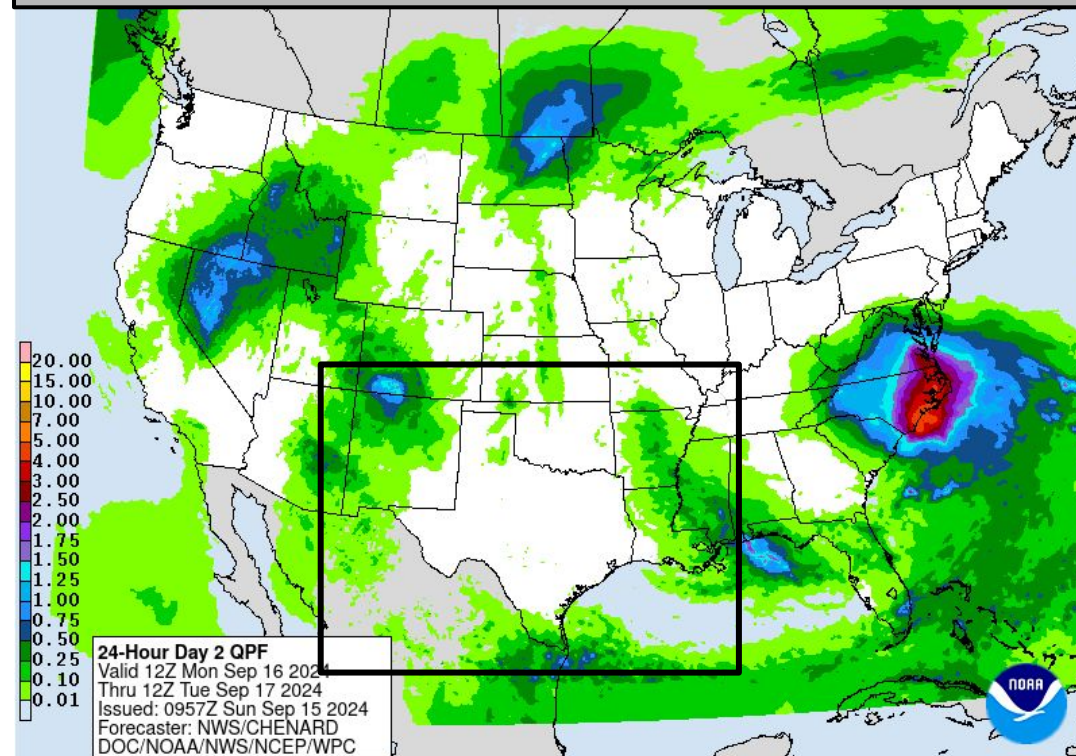 20.00
15.00
10.00
7.00
5.00
4.00
3.00
2.50
2.00
1.75
1.50
1.25
1.00
0.75
0.50
0.25
0.10
0.01
24-Hour Day 2 QPF
Valid 12Z Mon Sep 16 2024
Thru 12Z Tue Sep 17 2024
Issued: 0957Z Sun Sep 15 2024
Forecaster: NWS/CHENARD
DOC/NOAA/NWS/NCEP/WPC
NOAA